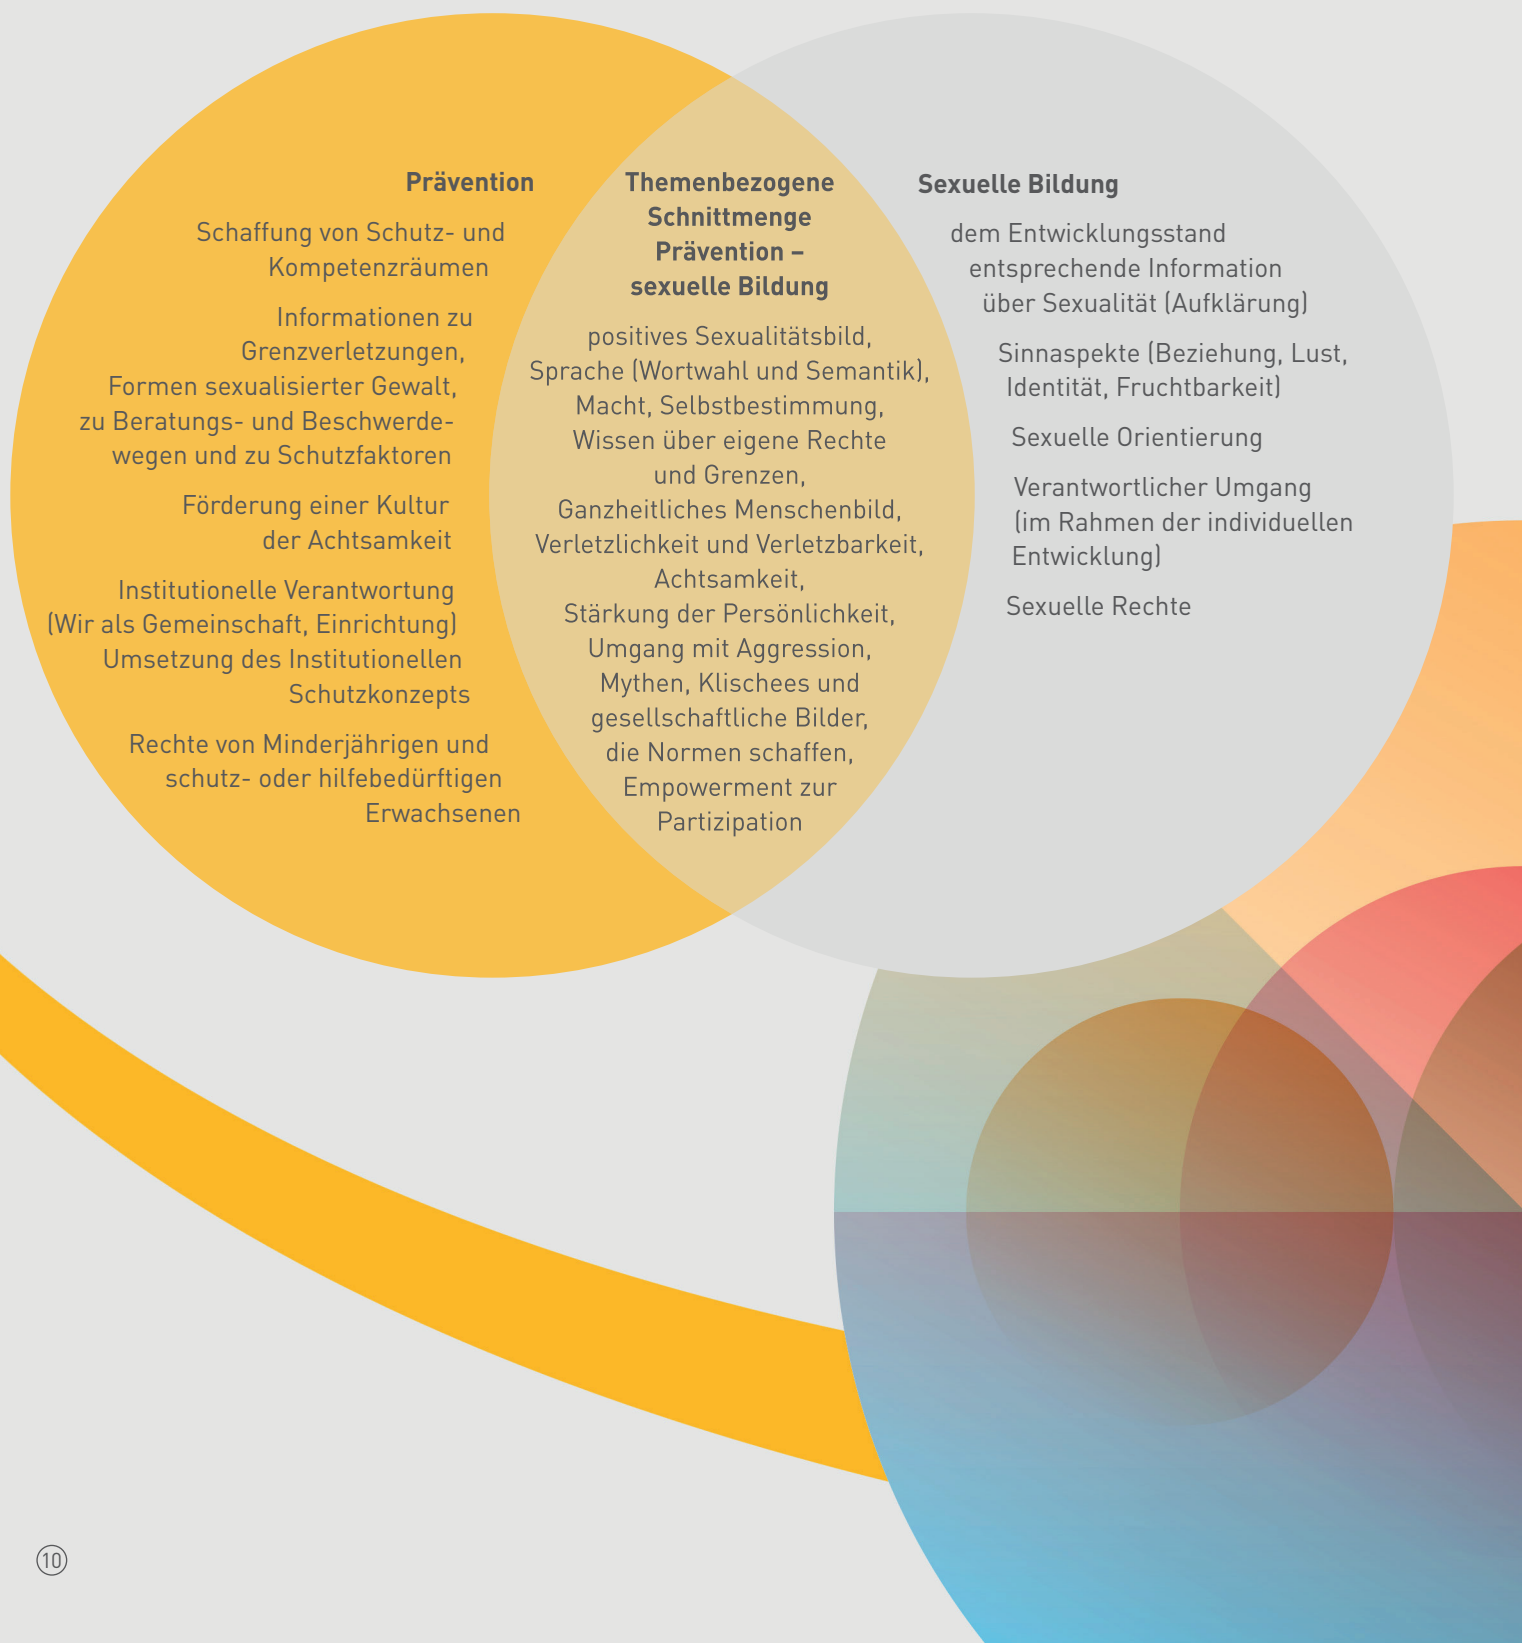 Prävention
Schaffung von Schutz- und
Kompetenzräumen
Informationen zu
Grenzverletzungen,
Formen sexualisierter Gewalt,
zu Beratungs- und Beschwerde-
wegen und zu Schutzfaktoren
Förderung einer Kultur
der Achtsamkeit
Institutionelle Verantwortung
(Wir als Gemeinschaft, Einrichtung)
Umsetzung des Institutionellen
Schutzkonzepts
Rechte von Minderjährigen und
schutz- oder hilfebedürftigen
Erwachsenen
Themenbezogene
Schnittmenge
Prävention –
sexuelle Bildung
positives Sexualitätsbild,
Sprache (Wortwahl und Semantik),
Macht, Selbstbestimmung,
Wissen über eigene Rechte
und Grenzen,
Ganzheitliches Menschenbild,
Verletzlichkeit und Verletzbarkeit,
Achtsamkeit,
Stärkung der Persönlichkeit,
Umgang mit Aggression,
Mythen, Klischees und
gesellschaftliche Bilder,
die Normen schaffen,
Empowerment zur
Partizipation
Sexuelle Bildung
dem Entwicklungsstand
entsprechende Information
über Sexualität (Aufklärung)
Sinnaspekte (Beziehung, Lust,
Identität, Fruchtbarkeit)
Sexuelle Orientierung
Verantwortlicher Umgang
(im Rahmen der individuellen
Entwicklung)
Sexuelle Rechte
10